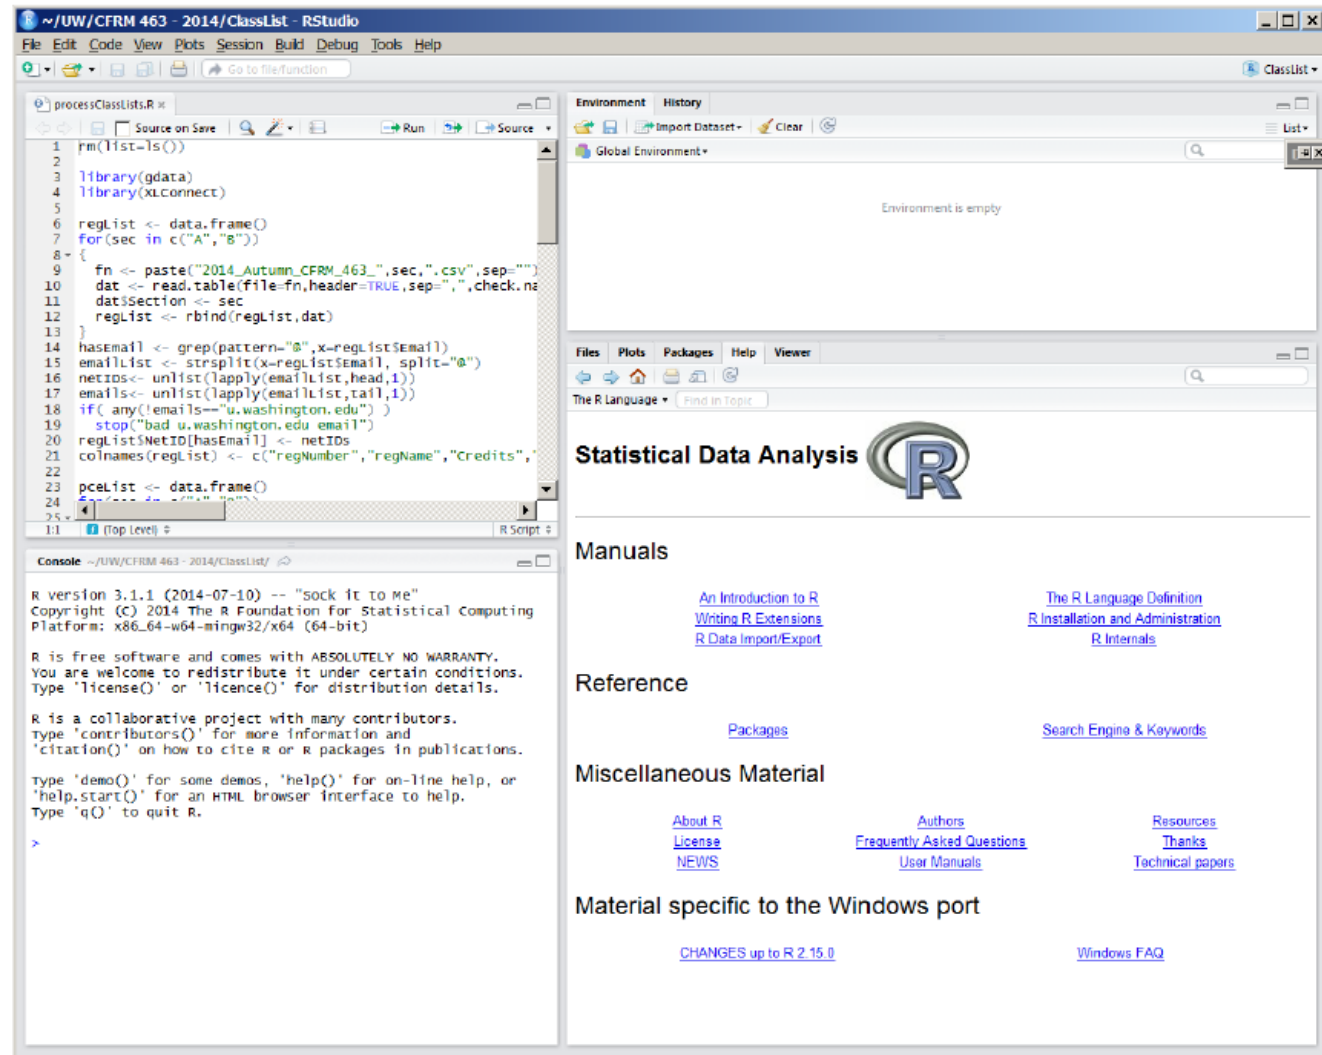 ~/UW/CFRM 463 - 2014/ClassList - RStudio
File Edit Code View Plots Session Build Debug Tools Help
Go to file/function
ClassList
processClassLists.R
Source on Save
Run
Source
1 rm(list=ls())
2
3 library(gdata)
4 library(XLConnect)
5
6 regList <- data.frame()
7 for(sec in c("A","B"))
8 {
9 fn <- paste("2014_Autumn_CFRM_463_",sec,".csv",sep="")
10 dat <- read.table(file=fn,header=TRUE,sep=",",check.na
11 dat$Section <- sec
12 regList <- rbind(regList,dat)
13 }
14 hasEmail <- grep(pattern="@",x=regList$Email)
15 emailList <- strsplit(x=regList$Email, split="@")
16 netIDs<- unlist(lapply(emailList,head,1))
17 emails<- unlist(lapply(emailList,tail,1))
18 if( any(!emails=="u.washington.edu") )
19 stop("bad u.washington.edu email")
20 regList$NetID[hasEmail] <- netIDs
21 colnames(regList) <- c("regNumber","regName","Credits","
22
23 pceList <- data.frame()
24
25
1:1 (Top Level) R Script
Console ~/UW/CFRM 463 - 2014/ClassList/
R version 3.1.1 (2014-07-10) -- "Sock it to Me"
Copyright (C) 2014 The R Foundation for Statistical Computing
Platform: x86_64-w64-mingw32/x64 (64-bit)
R is free software and comes with ABSOLUTELY NO WARRANTY.
You are welcome to redistribute it under certain conditions.
Type 'license()' or 'licence()' for distribution details.
R is a collaborative project with many contributors.
Type 'contributors()' for more information and
'citation()' on how to cite R or R packages in publications.
Type 'demo()' for some demos, 'help()' for on-line help, or
'help.start()' for an HTML browser interface to help.
Type 'q()' to quit R.
>
Environment History
Import Dataset Clear List
Global Environment
Environment is empty
Files Plots Packages Help Viewer
The R Language Find in Topic
Statistical Data Analysis R
Manuals
An Introduction to R The R Language Definition
Writing R Extensions R Installation and Administration
R Data Import/Export R Internals
Reference
Packages Search Engine & Keywords
Miscellaneous Material
About R Authors Resources
License Frequently Asked Questions Thanks
NEWS User Manuals Technical papers
Material specific to the Windows port
CHANGES up to R 2.15.0 Windows FAQ